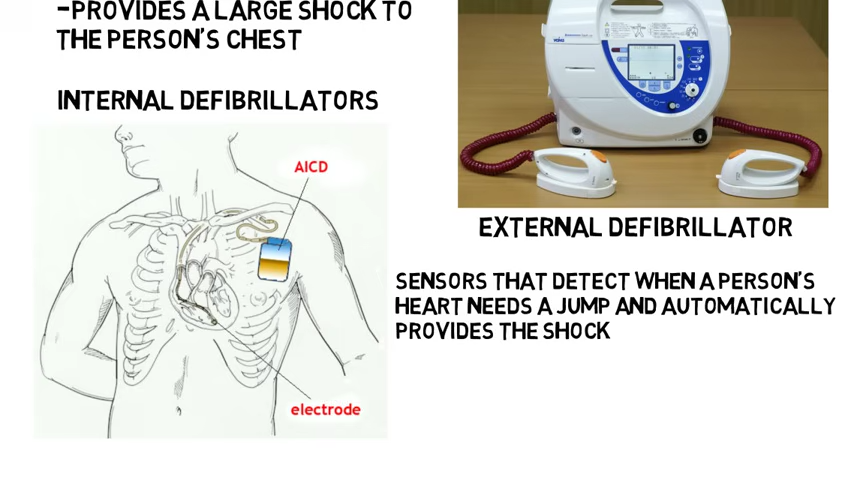 -PROVIDES A LARGE SHOCK TO
THE PERSON'S CHEST
INTERNAL DEFIBRILLATORS
AICD
electrode
EXTERNAL DEFIBRILLATOR
SENSORS THAT DETECT WHEN A PERSON'S
HEART NEEDS A JUMP AND AUTOMATICALLY
PROVIDES THE SHOCK